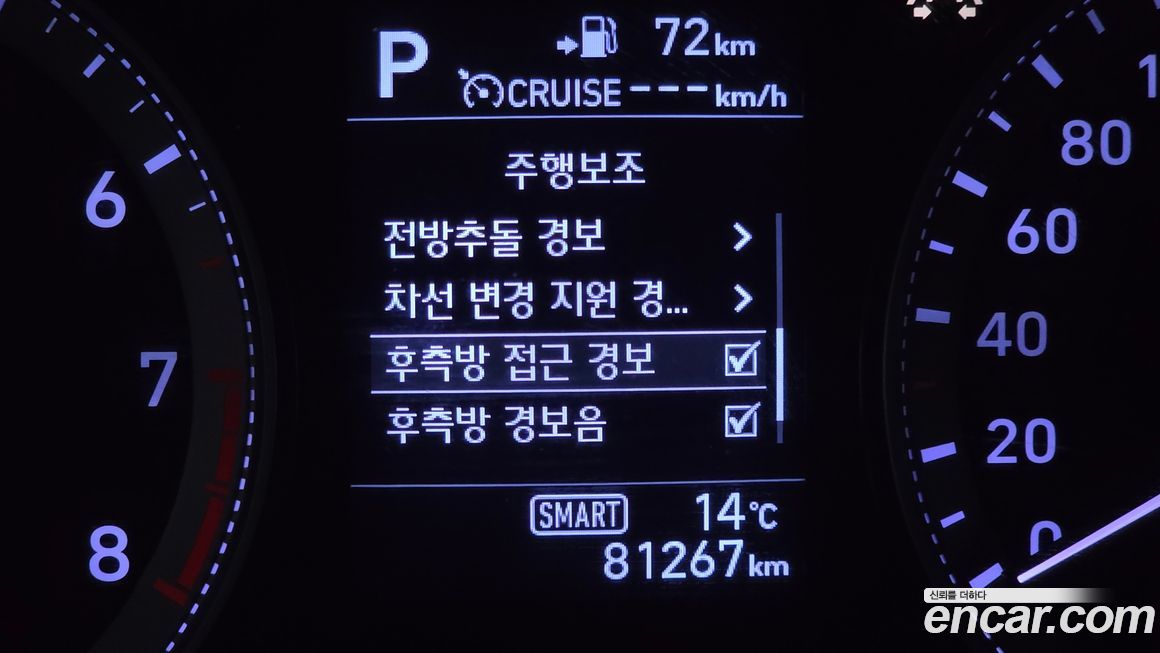 P
72km
CRUISE ---km/h
주행보조
전방추돌 경보
차선 변경 지원 경...
후측방 접근 경보
후측방 경보음
SMART 14℃
81267km
6
7
8
1
80
60
40
20
0
신뢰를 더하다
encar.com